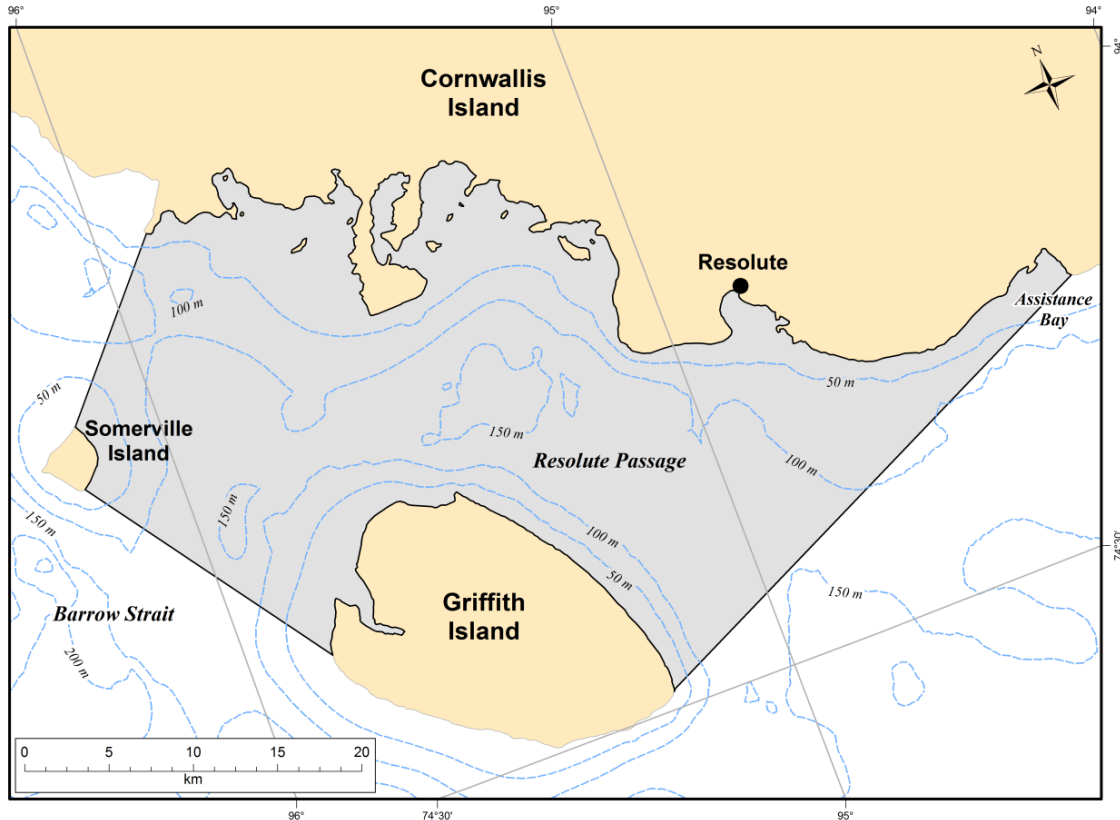 96°
95°
94°
94°
N
Cornwallis
Island
Resolute
Assistance
Bay
100 m
50 m
50 m
Somerville
Island
150 m
Resolute Passage
100 m
150 m
150 m
100 m
50 m
74°30'
150 m
Barrow Strait
Griffith
Island
200 m
0 5 10 15 20
km
96°
74°30'
95°